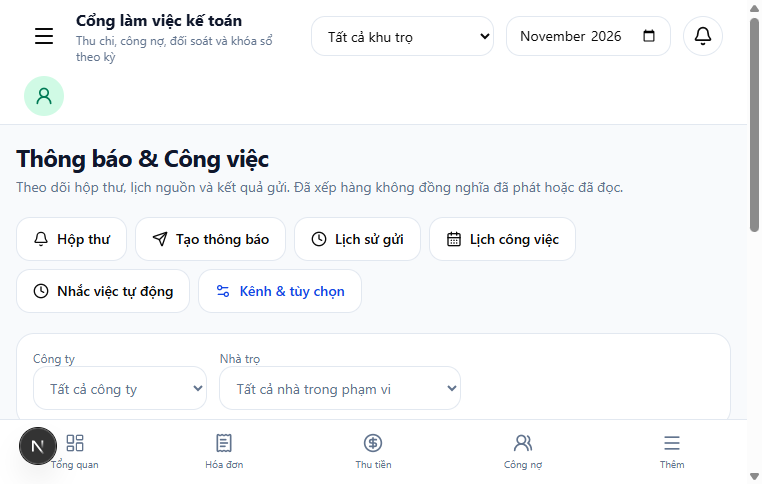 Cổng làm việc kế toán
Thu chi, công nợ, đối soát và khóa sổ
theo kỳ
Tất cả khu trọ
November 2026
Thông báo & Công việc
Theo dõi hộp thư, lịch nguồn và kết quả gửi. Đã xếp hàng không đồng nghĩa đã phát hoặc đã đọc.
Hộp thư
Tạo thông báo
Lịch sử gửi
Lịch công việc
Nhắc việc tự động
Kênh & tùy chọn
Công ty
Nhà trọ
Tất cả công ty
Tất cả nhà trong phạm vi
N
Tổng quan
Hóa đơn
Thu tiền
Công nợ
Thêm